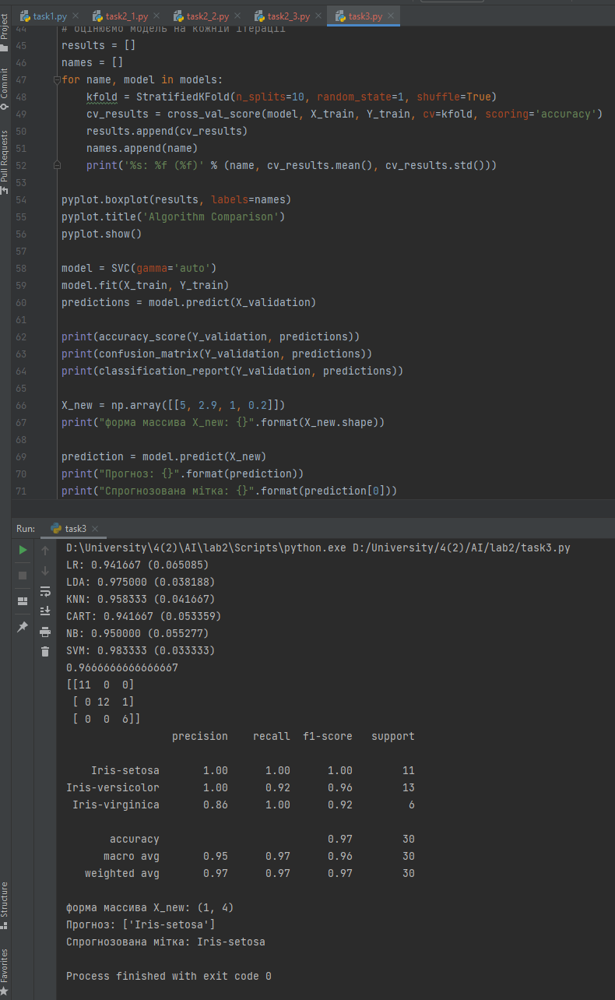 task1.py
task2_1.py
task2_2.py
task2_3.py
task3.py
Project
Commit
Pull Requests
44 # оцінюємо модель на кожній ітерації
45 results = []
46 names = []
47 for name, model in models:
48 kfold = StratifiedKFold(n_splits=10, random_state=1, shuffle=True)
49 cv_results = cross_val_score(model, X_train, Y_train, cv=kfold, scoring='accuracy')
50 results.append(cv_results)
51 names.append(name)
52 print('%s: %f (%f)' % (name, cv_results.mean(), cv_results.std()))
53
54 pyplot.boxplot(results, labels=names)
55 pyplot.title('Algorithm Comparison')
56 pyplot.show()
57
58 model = SVC(gamma='auto')
59 model.fit(X_train, Y_train)
60 predictions = model.predict(X_validation)
61
62 print(accuracy_score(Y_validation, predictions))
63 print(confusion_matrix(Y_validation, predictions))
64 print(classification_report(Y_validation, predictions))
65
66 X_new = np.array([[5, 2.9, 1, 0.2]])
67 print("форма массива X_new: {}".format(X_new.shape))
68
69 prediction = model.predict(X_new)
70 print("Прогноз: {}".format(prediction))
71 print("Спрогнозована мітка: {}".format(prediction[0]))
Run: task3
D:\University\4(2)\AI\lab2\Scripts\python.exe D:/University/4(2)/AI/lab2/task3.py
LR: 0.941667 (0.065085)
LDA: 0.975000 (0.038188)
KNN: 0.958333 (0.041667)
CART: 0.941667 (0.053359)
NB: 0.950000 (0.055277)
SVM: 0.983333 (0.033333)
0.9666666666666667
[[11  0  0]
 [ 0 12  1]
 [ 0  0  6]]
precision    recall  f1-score   support
Iris-setosa       1.00      1.00      1.00        11
Iris-versicolor       1.00      0.92      0.96        13
Iris-virginica       0.86      1.00      0.92         6
accuracy                           0.97        30
macro avg       0.95      0.97      0.96        30
weighted avg       0.97      0.97      0.97        30
форма массива X_new: (1, 4)
Прогноз: ['Iris-setosa']
Спрогнозована мітка: Iris-setosa
Process finished with exit code 0
Structure
Favorites